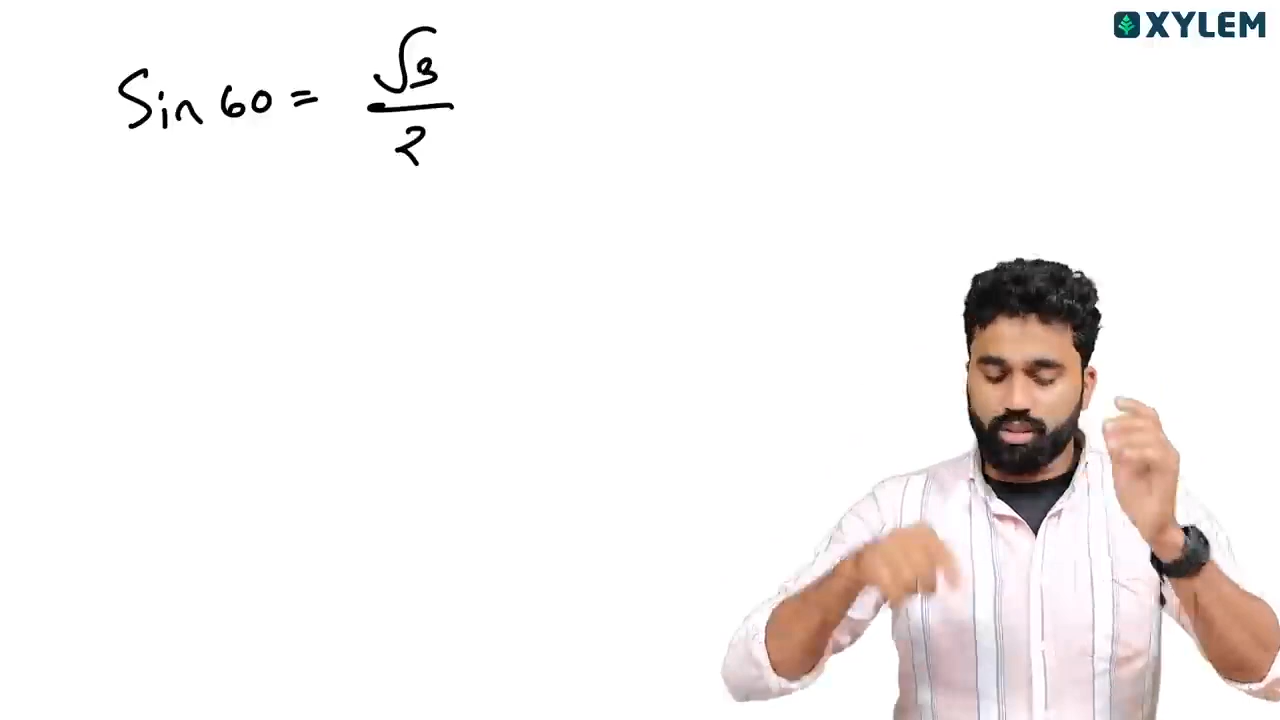 XYLEM
Sin 60 = √3/2